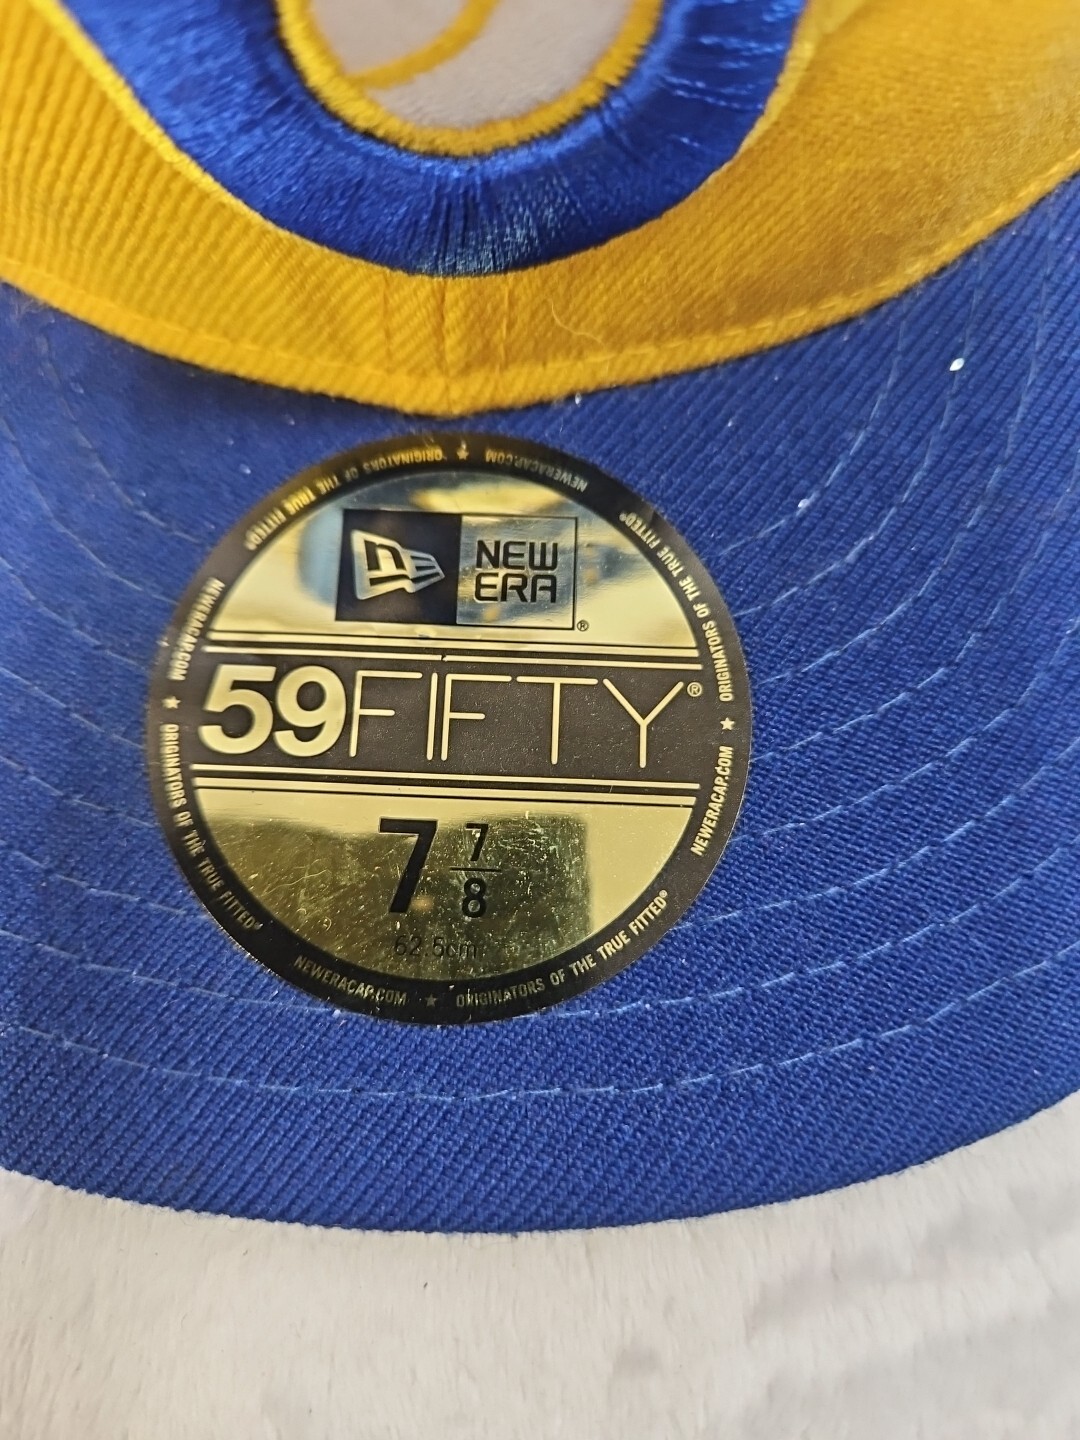 NEW
ERA®
59FIFTY®
7 7/8
62.5cm
NEWERACAP.COM ★ ORIGINATORS OF THE TRUE FITTED®
NEWERACAP.COM ★ ORIGINATORS OF THE TRUE FITTED®
NEWERACAP.COM ★ ORIGINATORS OF THE TRUE FITTED®
NEWERACAP.COM ★ ORIGINATORS OF THE TRUE FITTED®